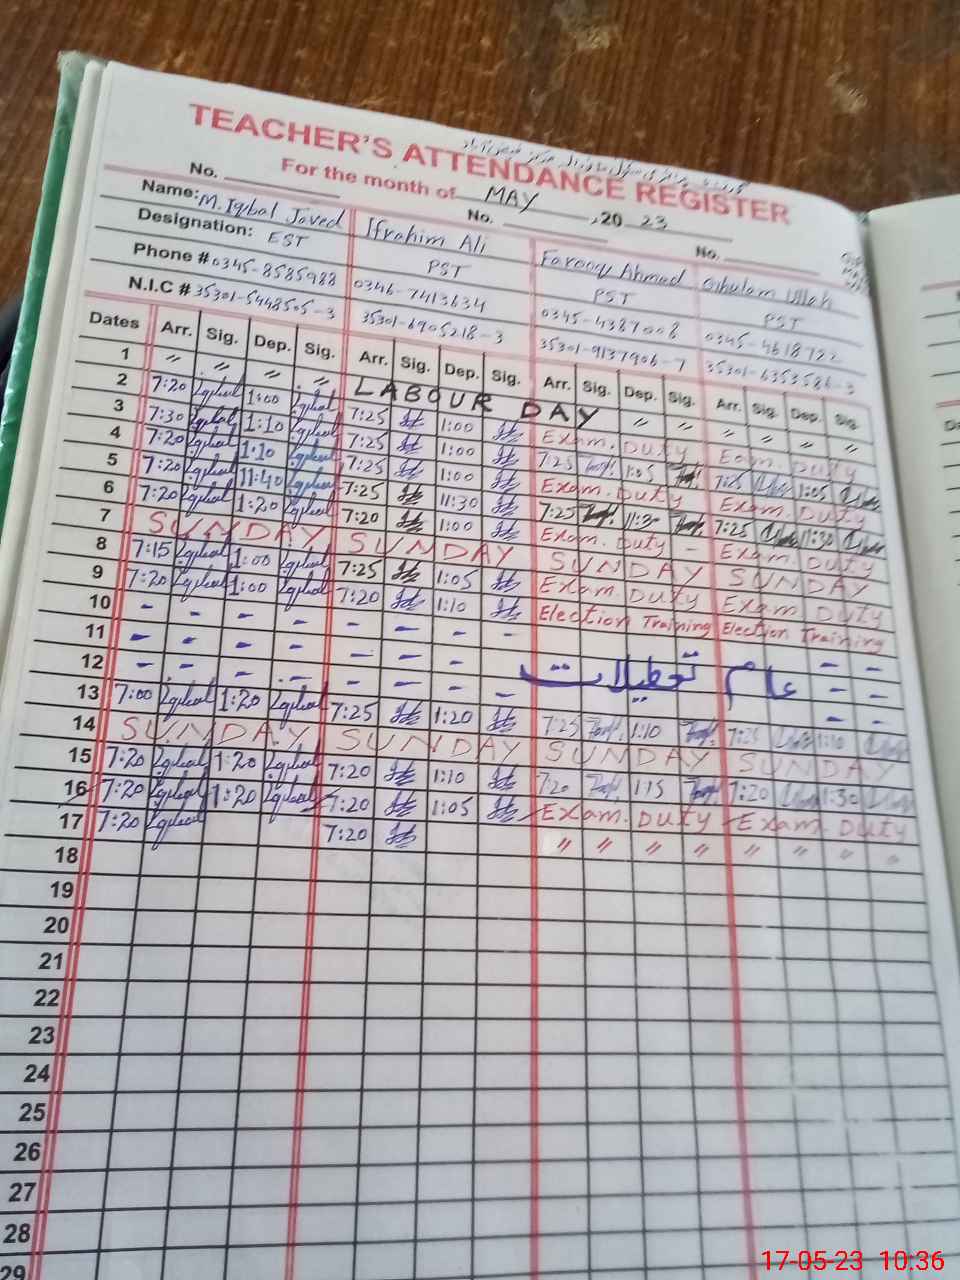 TEACHER'S ATTENDANCE REGISTER
For the month of MAY, 20 23
No. No. No.
Name: M. Iqbal Javed Ifrahim Ali Farooq Ahmad Ghulam Ullah
Designation: EST PST PST PST
Phone # 0345-8585988 0346-7413634 0345-4387008 0345-4618722
N.I.C # 35301-5448505-3 35301-6905218-3 35301-9137906-7 35301-6353586-3
Dates Arr. Sig. Dep. Sig. Arr. Sig. Dep. Sig. Arr. Sig. Dep. Sig. Arr. Sig. Dep. Sig.
1 〃 〃 〃 〃 LABOUR DAY 〃 〃 〃 〃 〃 〃
2 7:20 Iqbal 1:00 Iqbal 7:25 1:00 Exam. Duty Exam. Duty
3 7:30 Iqbal 1:10 Iqbal 7:25 1:00 7:25 1:05 7:25 1:05
4 7:20 Iqbal 1:10 Iqbal 7:25 1:00 Exam. Duty Exam. Duty
5 7:20 Iqbal 11:40 Iqbal 7:25 11:30 7:25 11:30 7:25 11:30
6 7:20 Iqbal 1:20 Iqbal 7:20 1:00 Exam. Duty - Exam. Duty
7 SUNDAY SUNDAY SUNDAY SUNDAY
8 7:15 Iqbal 1:00 Iqbal 7:25 1:05 Exam. Duty Exam Duty
9 7:20 Iqbal 1:00 Iqbal 7:20 1:10 Election Training Election Training
10 - - - - - - - - - -
11 - - - - - - - - عام تعطیلات - -
12 - - - - - - - - - -
13 7:00 Iqbal 1:20 Iqbal 7:25 1:20 7:25 1:10 7:25 1:10
14 SUNDAY SUNDAY SUNDAY SUNDAY
15 7:20 Iqbal 1:20 Iqbal 7:20 1:10 7:20 1:15 7:20 1:30
16 7:20 Iqbal 1:20 Iqbal 7:20 1:05 Exam. Duty Exam. Duty
17 7:20 Iqbal 7:20 〃 〃 〃 〃 〃 〃 〃 〃
18
19
20
21
22
23
24
25
26
27
28
29
17-05-23 10:36